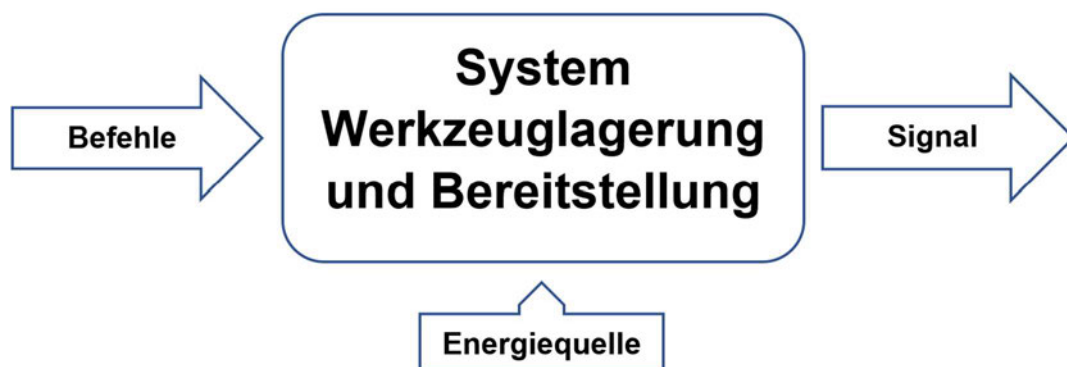 Befehle
System
Werkzeuglagerung
und Bereitstellung
Signal
Energiequelle